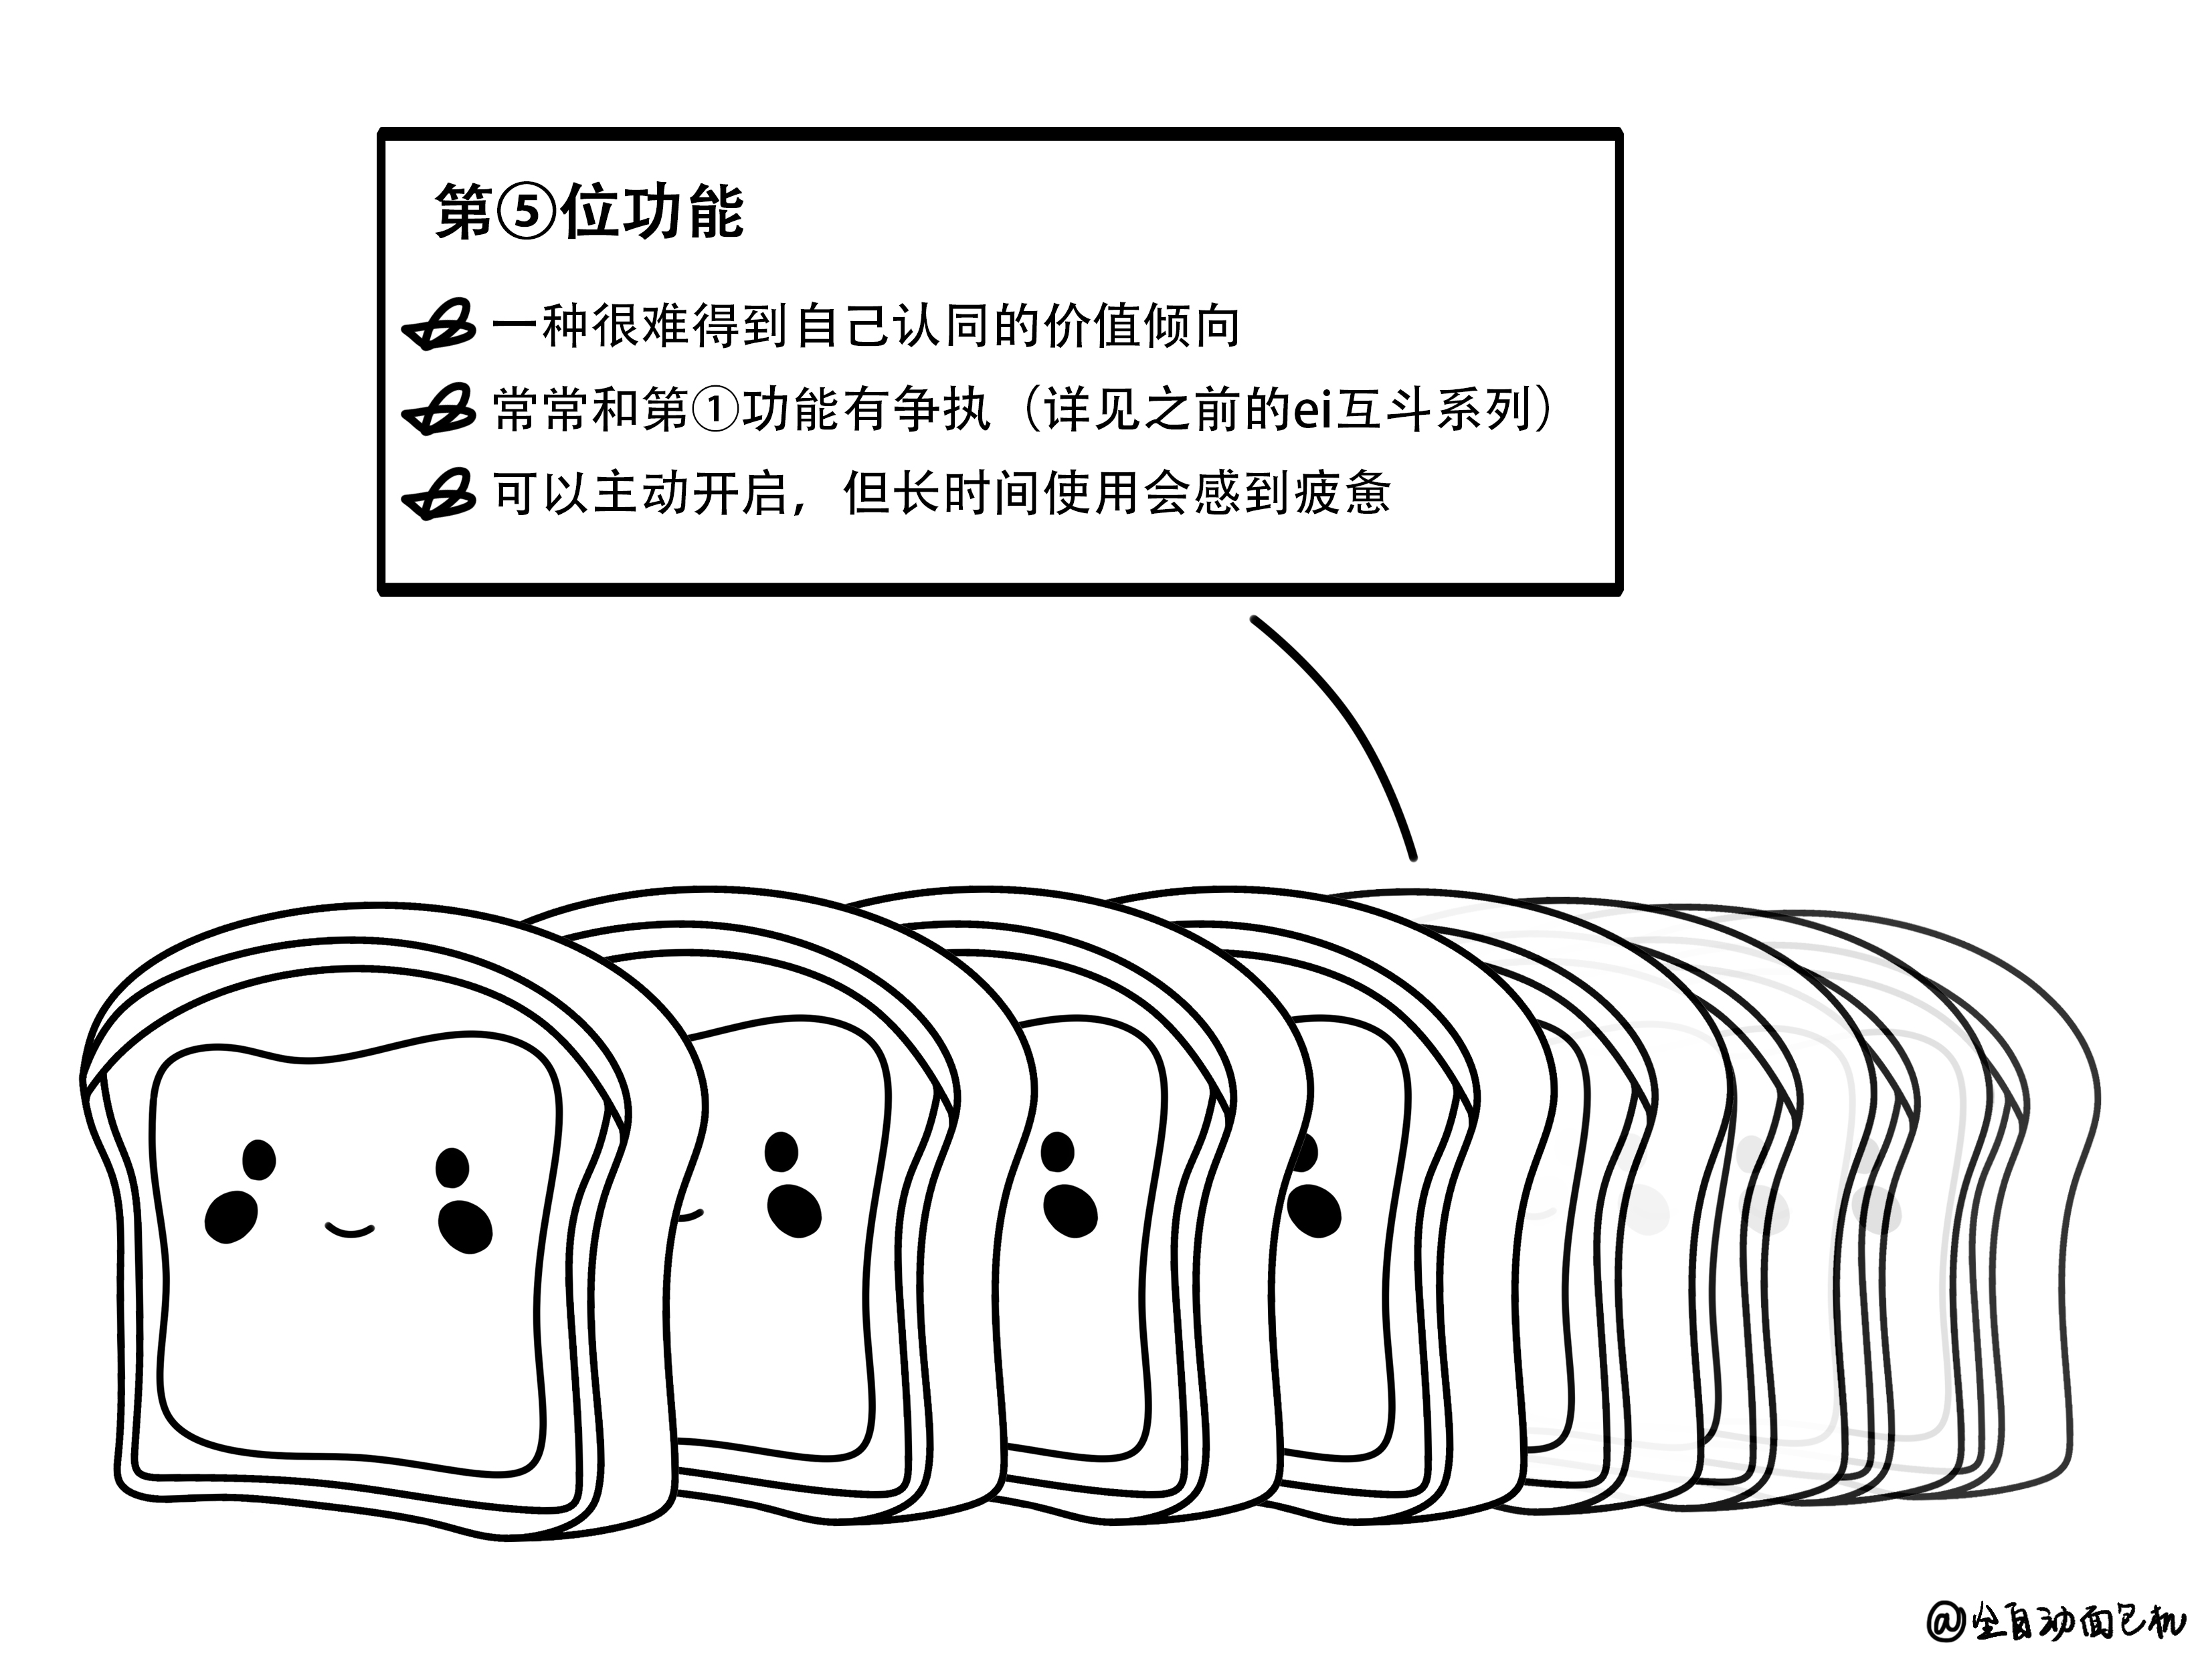 第⑤位功能
一种很难得到自己认同的价值倾向
常常和第①功能有争执（详见之前的ei互斗系列）
可以主动开启，但长时间使用会感到疲惫
@全自动面包机